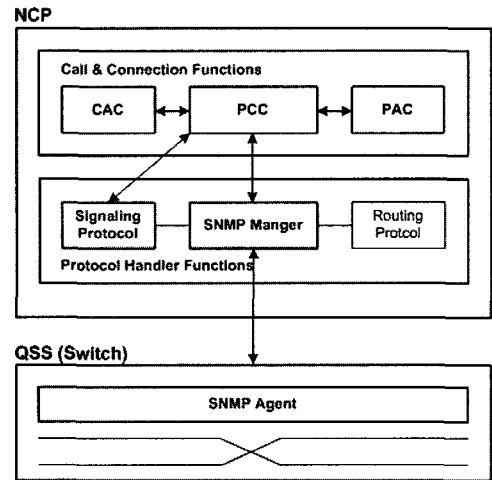 NCP
Call & Connection Functions
CAC
PCC
PAC
Signaling
Protocol
SNMP Manger
Routing
Protcol
Protocol Handler Functions
QSS (Switch)
SNMP Agent